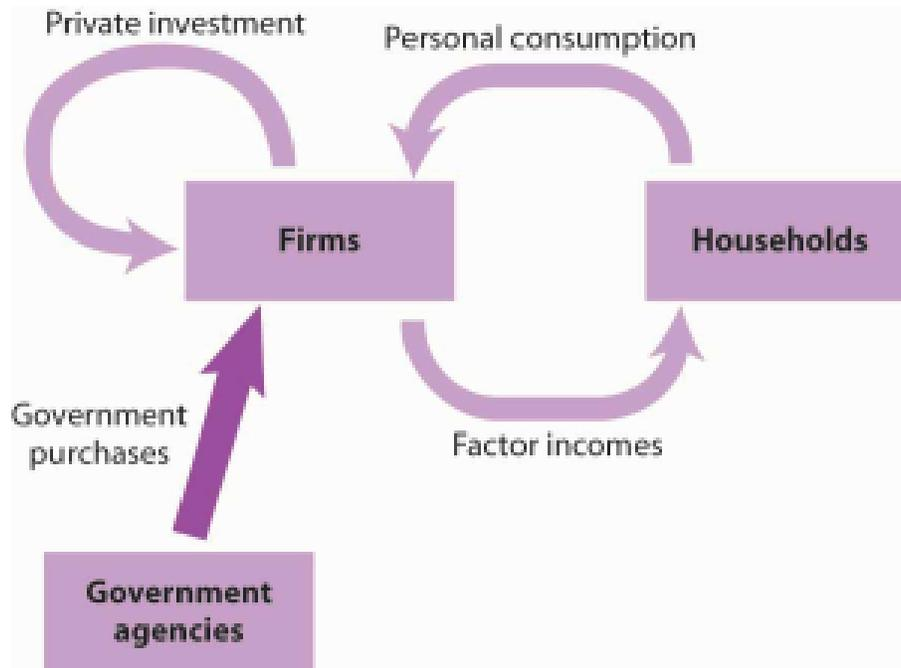 Private investment
Personal consumption
Firms
Households
Government
purchases
Factor incomes
Government
agencies